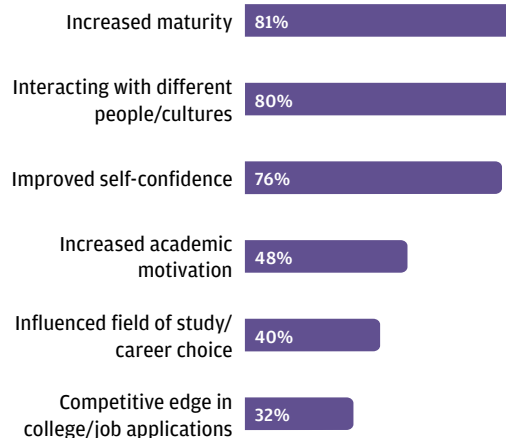 Increased maturity 81%
Interacting with different
people/cultures 80%
Improved self-confidence 76%
Increased academic
motivation 48%
Influenced field of study/
career choice 40%
Competitive edge in
college/job applications 32%